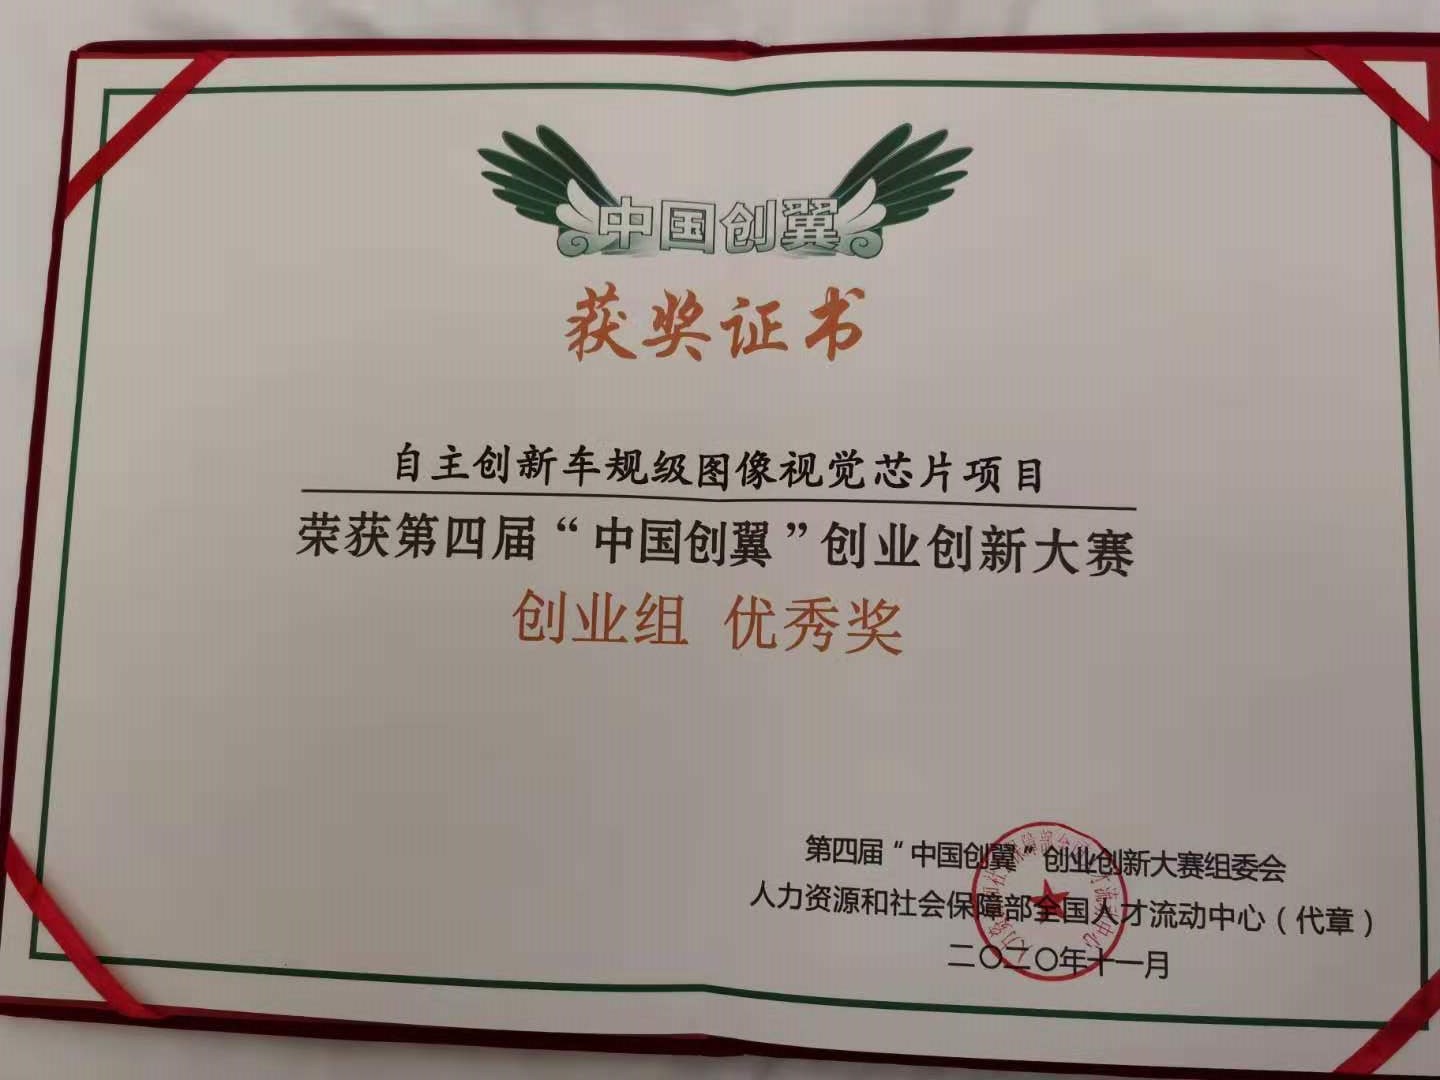 中国创翼
获奖证书
自主创新车规级图像视觉芯片项目
荣获第四届“中国创翼”创业创新大赛
创业组 优秀奖
第四届“中国创翼”创业创新大赛组委会
人力资源和社会保障部全国人才流动中心（代章）
二〇二〇年十一月